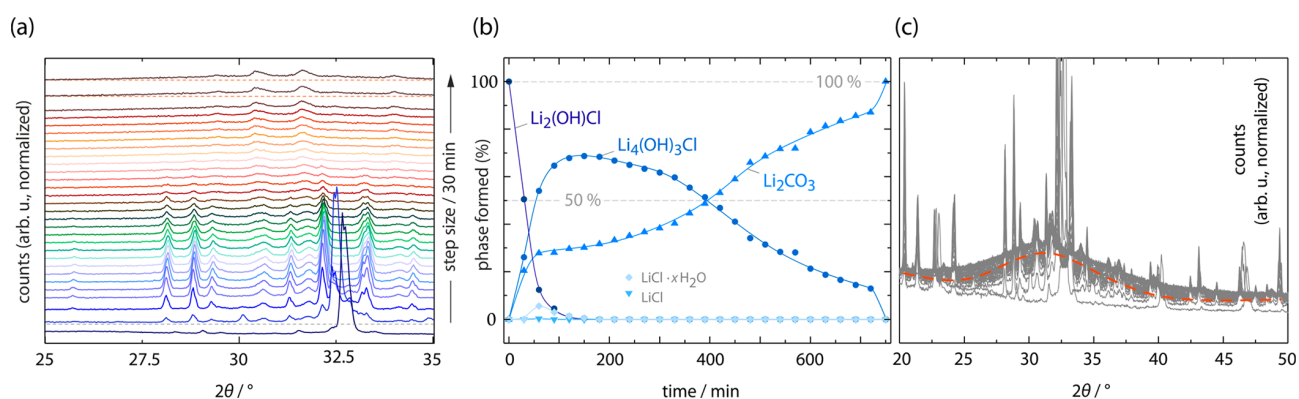 (a)
counts (arb. u., normalized)
25
27.5
30
32.5
35
2θ / °
step size / 30 min
(b)
phase formed (%)
100
50
0
100 %
50 %
Li₂(OH)Cl
Li₄(OH)₃Cl
Li₂CO₃
LiCl · xH₂O
LiCl
0
200
400
600
time / min
(c)
counts
(arb. u., normalized)
20
25
30
35
40
45
50
2θ / °